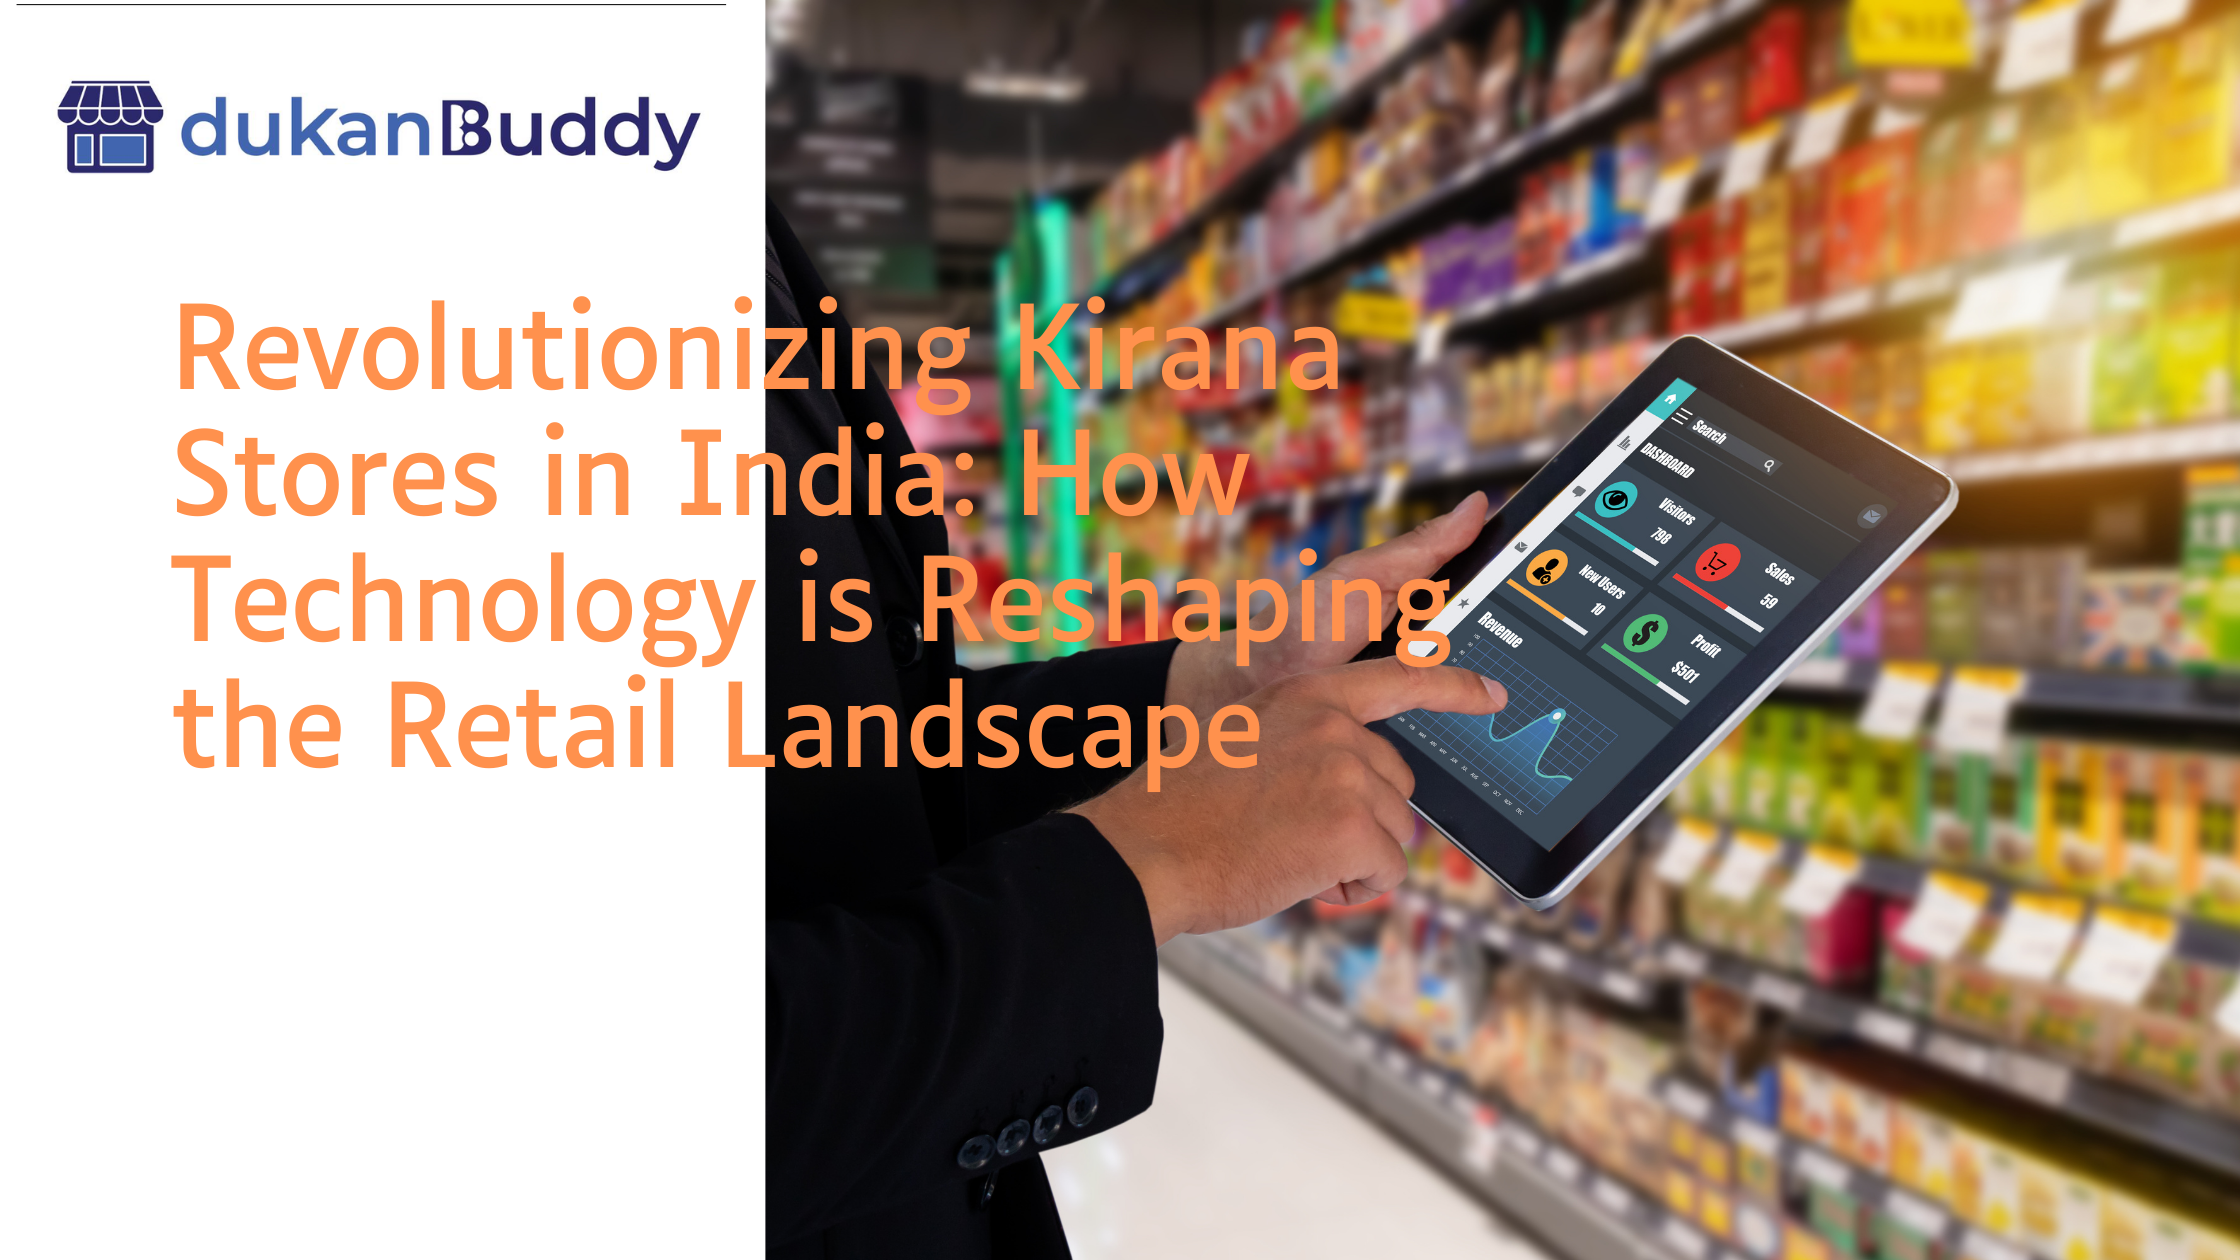 dukanBuddy
Revolutionizing Kirana
Stores in India: How
Technology is Reshaping
the Retail Landscape
Search
DASHBOARD
Visitors
798
Sales
59
New Users
10
Profit
$501
Revenue